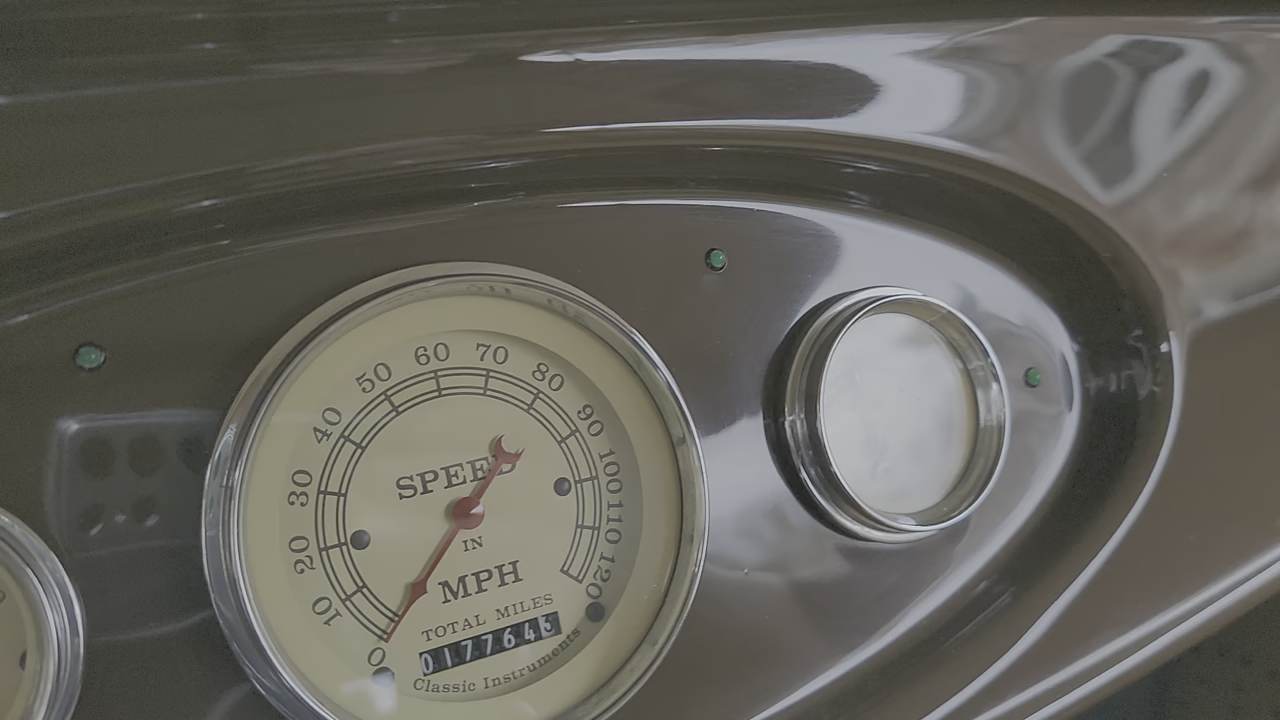 60 70
50 80
40 90
30 100
20 110
10 120
0
SPEED
IN
MPH
TOTAL MILES
Classic Instruments